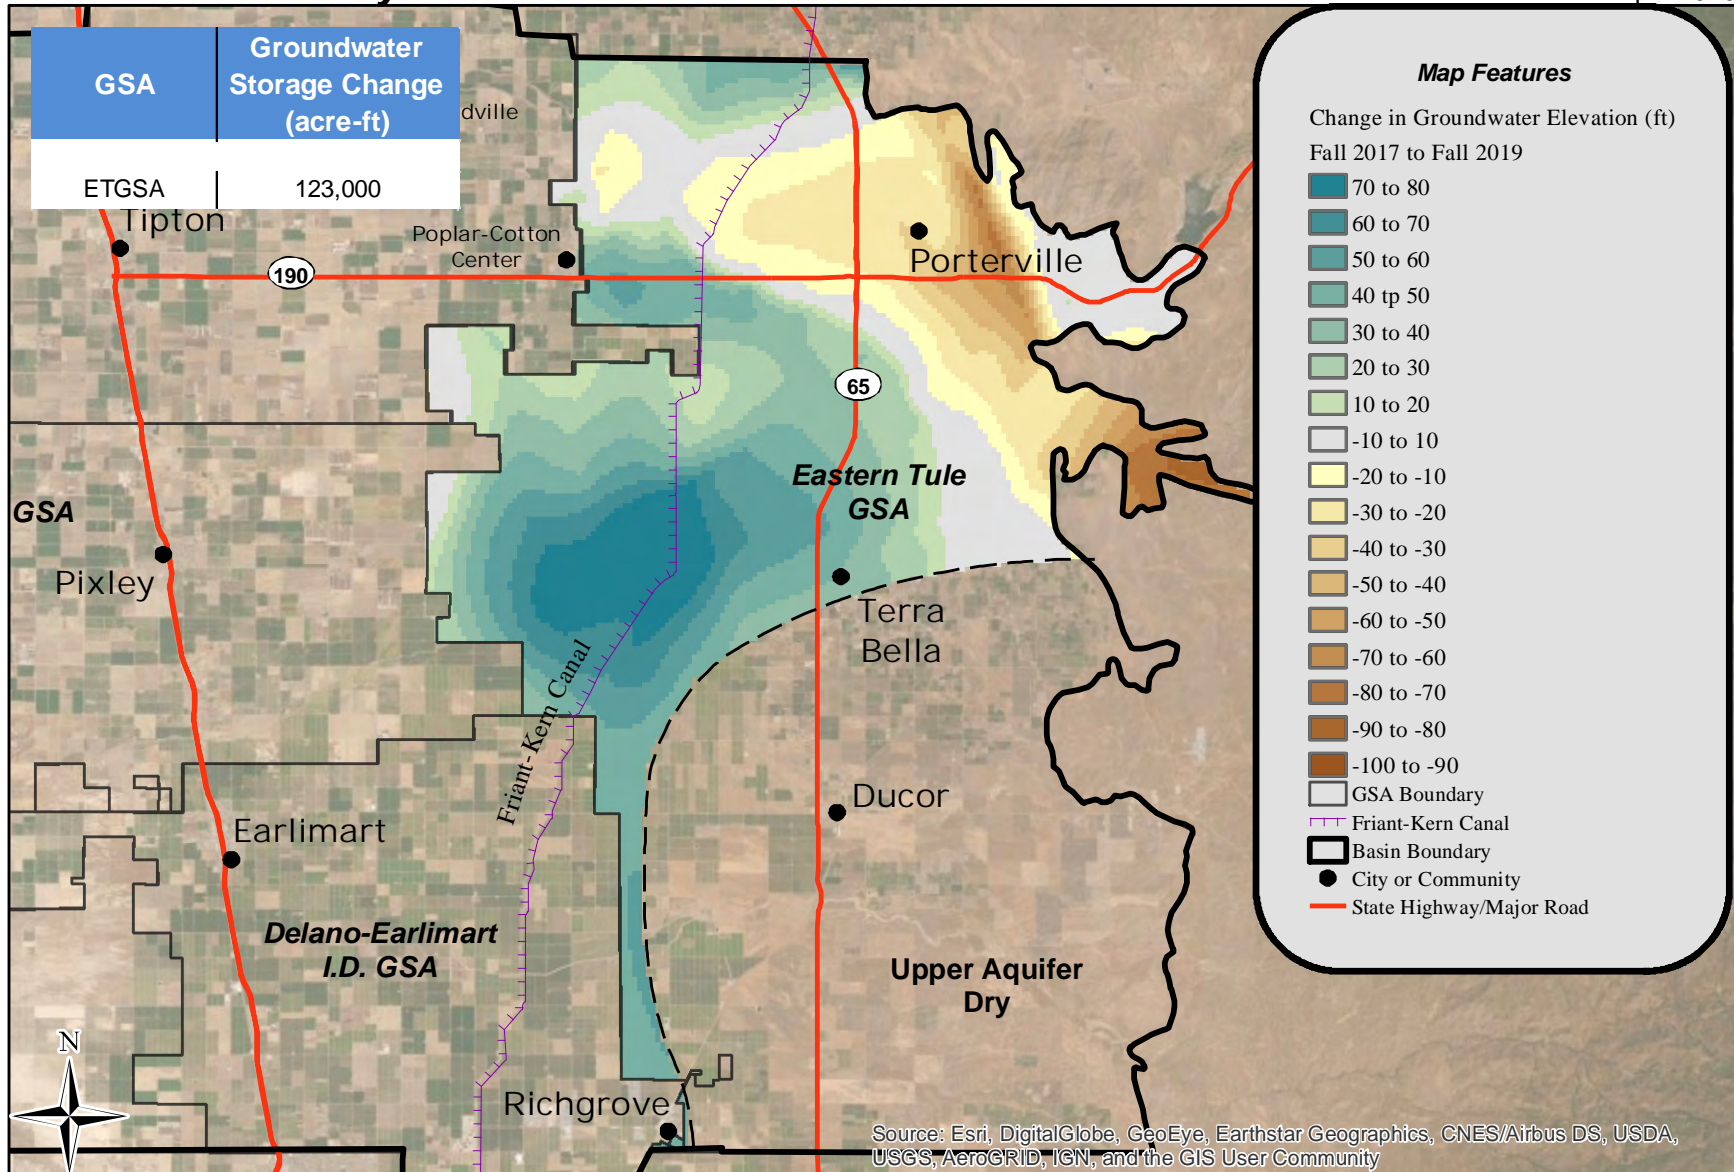 GSA
Groundwater
Storage Change
(acre-ft)
ETGSA
123,000
dville
Tipton
Poplar-Cotton
Center
190
Porterville
65
Eastern Tule
GSA
GSA
Pixley
Terra
Bella
Friant-Kern Canal
Ducor
Earlimart
Delano-Earlimart
I.D. GSA
Upper Aquifer
Dry
N
Richgrove
Map Features
Change in Groundwater Elevation (ft)
Fall 2017 to Fall 2019
70 to 80
60 to 70
50 to 60
40 tp 50
30 to 40
20 to 30
10 to 20
-10 to 10
-20 to -10
-30 to -20
-40 to -30
-50 to -40
-60 to -50
-70 to -60
-80 to -70
-90 to -80
-100 to -90
GSA Boundary
Friant-Kern Canal
Basin Boundary
City or Community
State Highway/Major Road
Source: Esri, DigitalGlobe, GeoEye, Earthstar Geographics, CNES/Airbus DS, USDA,
USGS, AeroGRID, IGN, and the GIS User Community